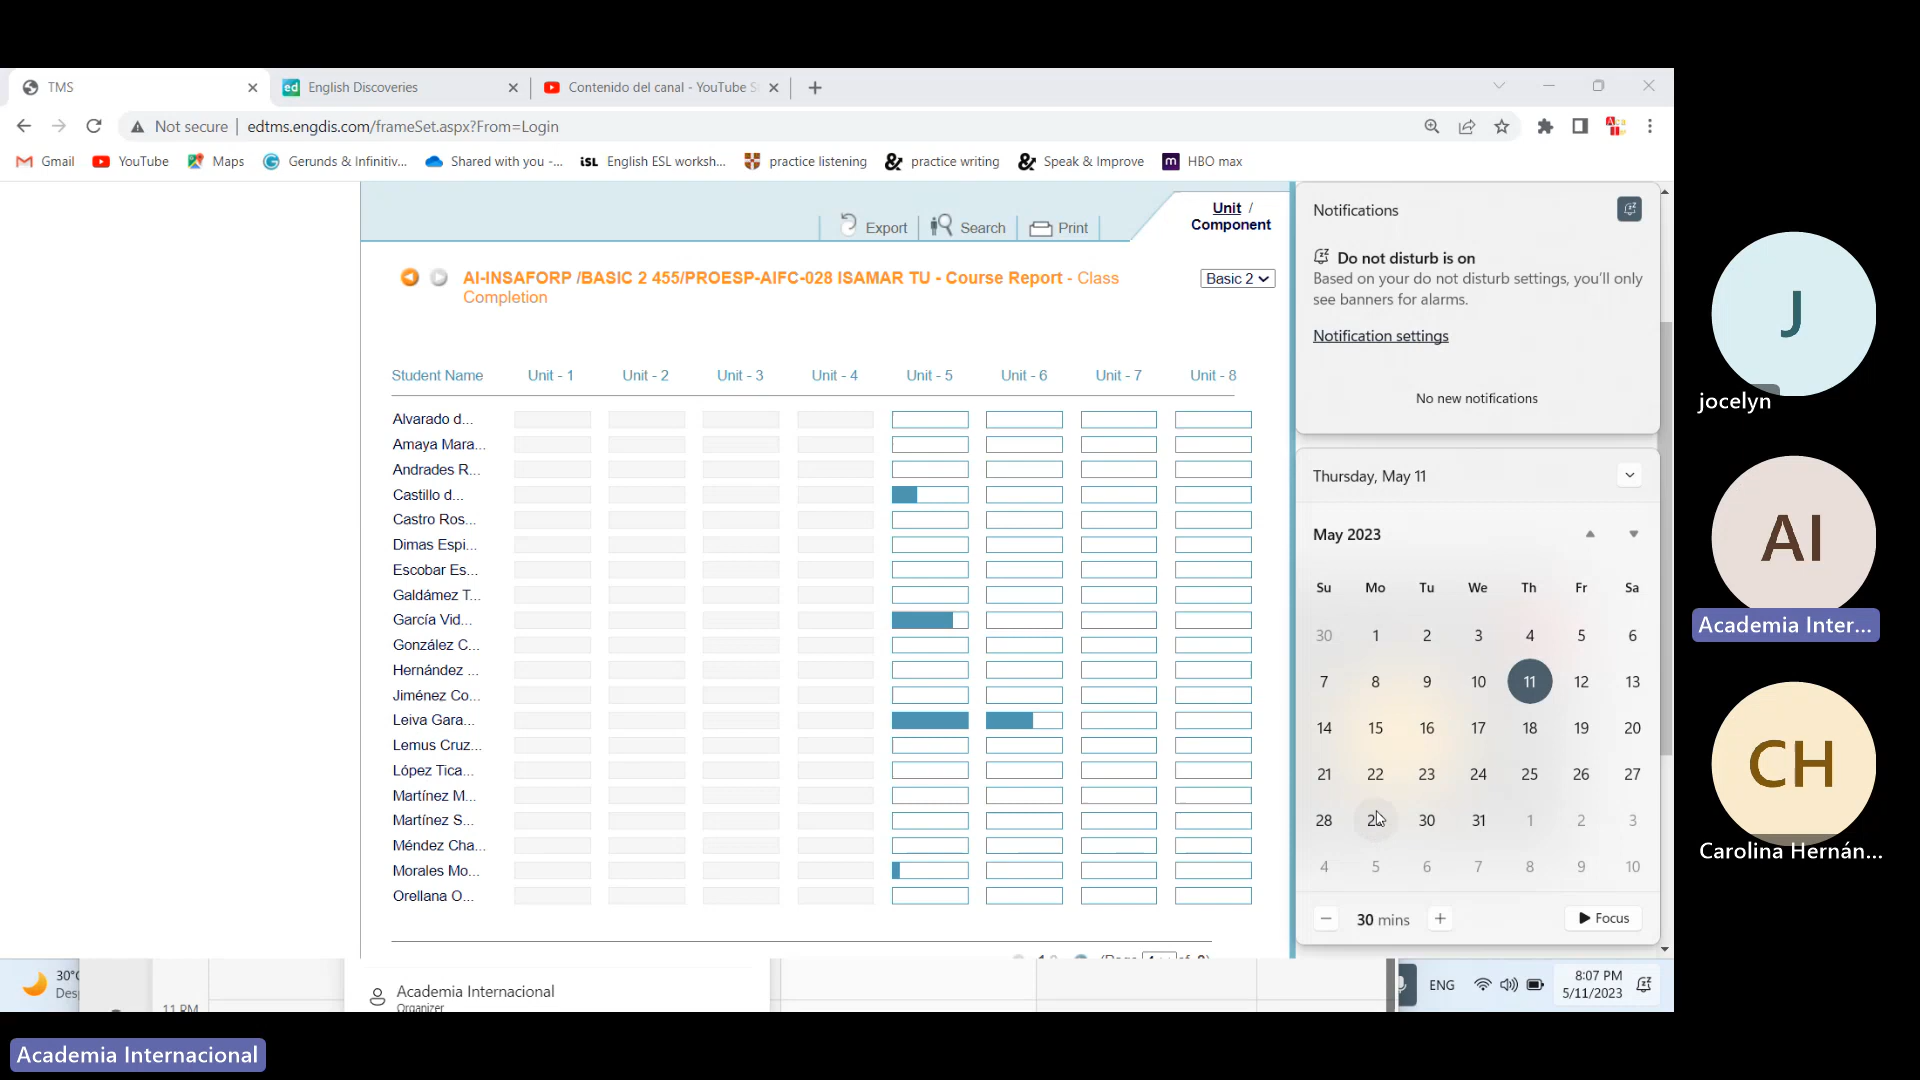 TMS
ed English Discoveries
Contenido del canal - YouTube S
Not secure edtms.engdis.com/frameSet.aspx?From=Login
Gmail YouTube Maps Gerunds & Infinitiv... Shared with you -... ISL English ESL worksh... practice listening & practice writing & Speak & Improve m HBO max
Export Search Print
Unit /
Component
AI-INSAFORP /BASIC 2 455/PROESP-AIFC-028 ISAMAR TU - Course Report - Class
Completion
Basic 2
Student Name Unit - 1 Unit - 2 Unit - 3 Unit - 4 Unit - 5 Unit - 6 Unit - 7 Unit - 8
Alvarado d...
Amaya Mara...
Andrades R...
Castillo d...
Castro Ros...
Dimas Espi...
Escobar Es...
Galdámez T...
García Vid...
González C...
Hernández ...
Jiménez Co...
Leiva Gara...
Lemus Cruz...
López Tica...
Martínez M...
Martínez S...
Méndez Cha...
Morales Mo...
Orellana O...
Notifications
Do not disturb is on
Based on your do not disturb settings, you'll only
see banners for alarms.
Notification settings
No new notifications
Thursday, May 11
May 2023
Su Mo Tu We Th Fr Sa
30 1 2 3 4 5 6
7 8 9 10 11 12 13
14 15 16 17 18 19 20
21 22 23 24 25 26 27
28 30 31 1 2 3
4 5 6 7 8 9 10
30 mins
Focus
30°
Academia Internacional
Organizer
11 PM
ENG
8:07 PM
5/11/2023
J
jocelyn
AI
Academia Inter...
CH
Carolina Hernán...
Academia Internacional